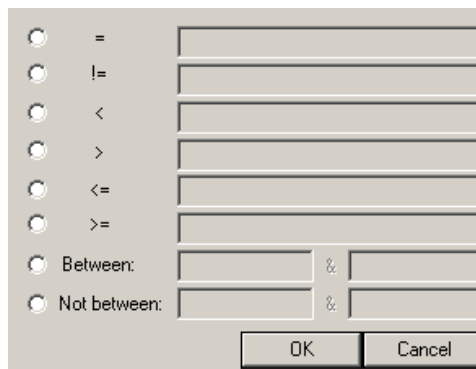 =
!=
<
>
<=
>=
Between: &
Not between: &
OK Cancel